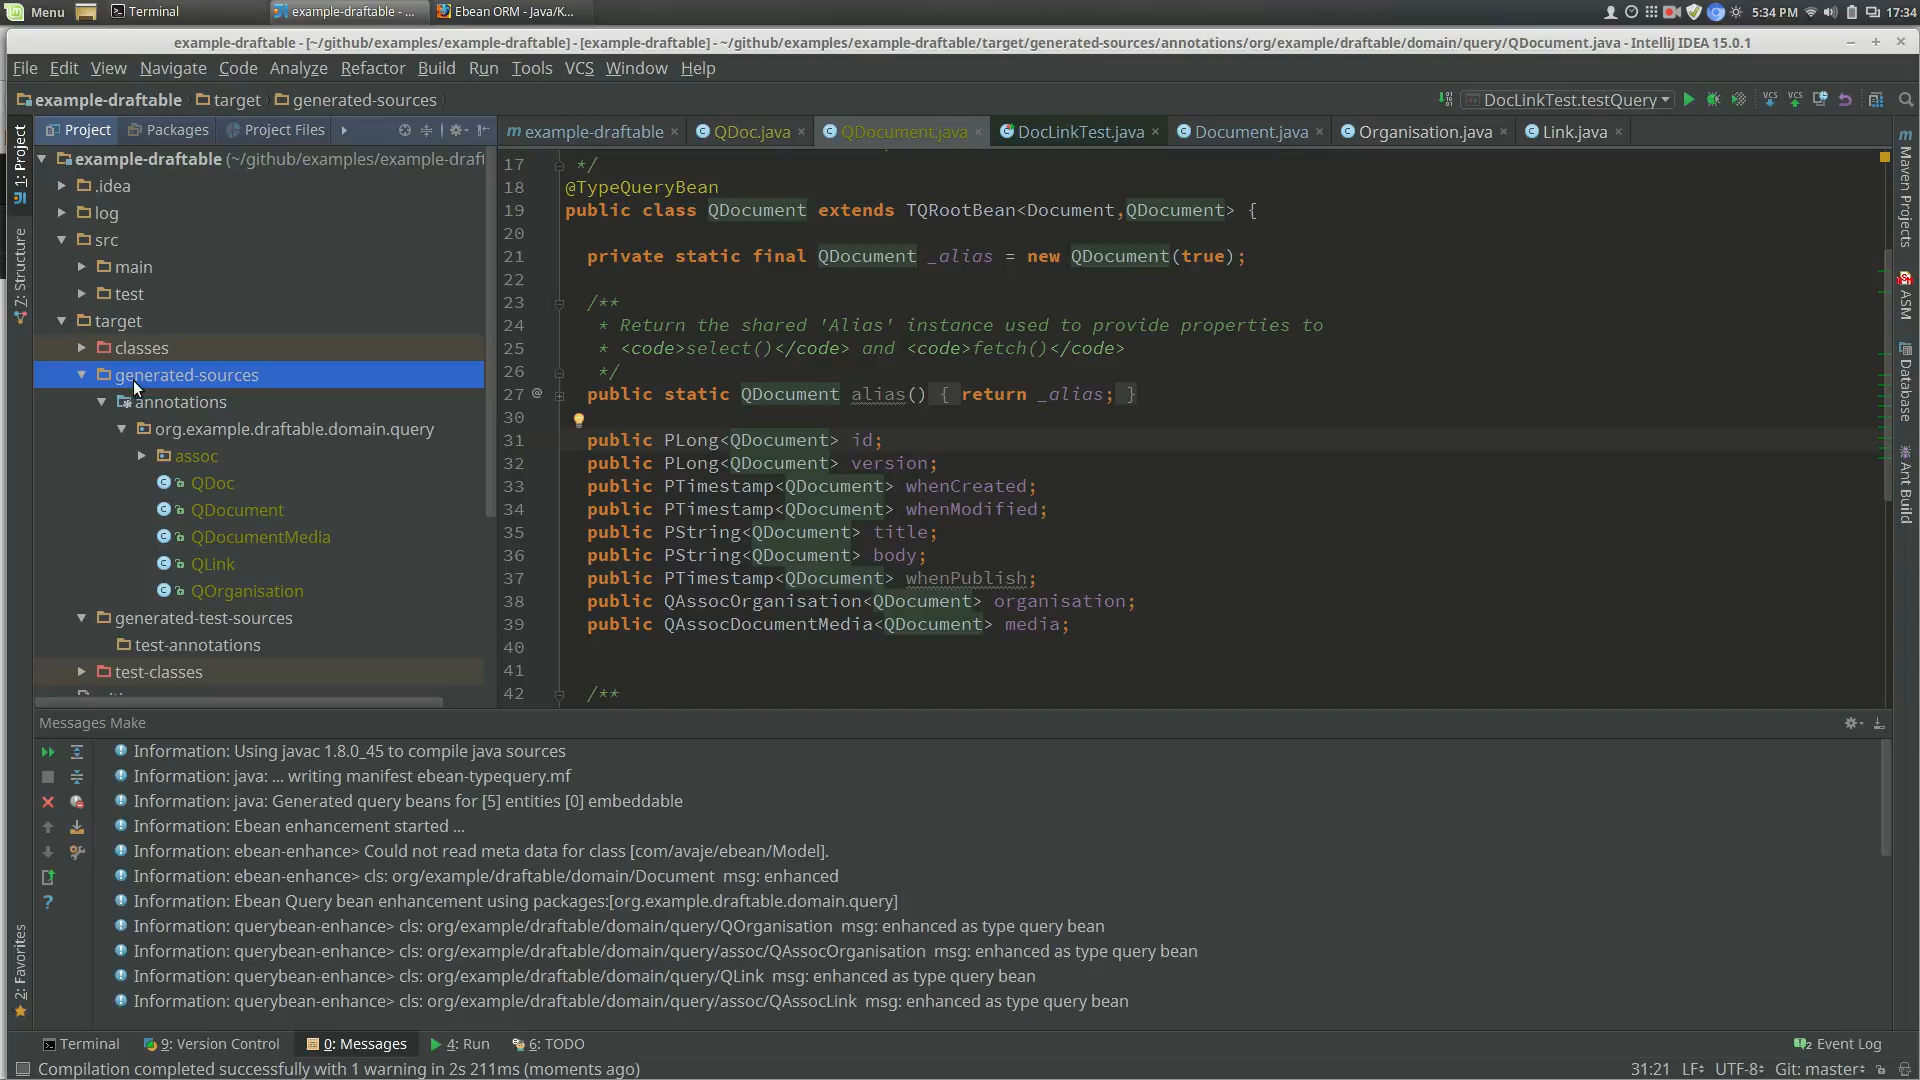 Menu Terminal example-draftable - ... Ebean ORM - Java/K... 5:34 PM 17:34
example-draftable - [~/github/examples/example-draftable] - [example-draftable] - ~/github/examples/example-draftable/target/generated-sources/annotations/org/example/draftable/domain/query/QDocument.java - IntelliJ IDEA 15.0.1
File Edit View Navigate Code Analyze Refactor Build Run Tools VCS Window Help
example-draftable target generated-sources DocLinkTest.testQuery VCS VCS
Project Packages Project Files
m example-draftable QDoc.java QDocument.java DocLinkTest.java Document.java Organisation.java Link.java
1: Project
Z: Structure
2: Favorites
example-draftable (~/github/examples/example-draft
.idea
log
src
main
test
target
classes
generated-sources
annotations
org.example.draftable.domain.query
assoc
QDoc
QDocument
QDocumentMedia
QLink
QOrganisation
generated-test-sources
test-annotations
test-classes
17 */
18 @TypeQueryBean
19 public class QDocument extends TQRootBean<Document,QDocument> {
20
21 private static final QDocument _alias = new QDocument(true);
22
23 /**
24 * Return the shared 'Alias' instance used to provide properties to
25 * <code>select()</code> and <code>fetch()</code>
26 */
27 @ public static QDocument alias() { return _alias; }
30
31 public PLong<QDocument> id;
32 public PLong<QDocument> version;
33 public PTimestamp<QDocument> whenCreated;
34 public PTimestamp<QDocument> whenModified;
35 public PString<QDocument> title;
36 public PString<QDocument> body;
37 public PTimestamp<QDocument> whenPublish;
38 public QAssocOrganisation<QDocument> organisation;
39 public QAssocDocumentMedia<QDocument> media;
40
41
42 /**
m Maven Projects
ASM
Database
Ant Build
Messages Make
Information: Using javac 1.8.0_45 to compile java sources
Information: java: ... writing manifest ebean-typequery.mf
Information: java: Generated query beans for [5] entities [0] embeddable
Information: Ebean enhancement started ...
Information: ebean-enhance> Could not read meta data for class [com/avaje/ebean/Model].
Information: ebean-enhance> cls: org/example/draftable/domain/Document msg: enhanced
Information: Ebean Query bean enhancement using packages:[org.example.draftable.domain.query]
Information: querybean-enhance> cls: org/example/draftable/domain/query/QOrganisation msg: enhanced as type query bean
Information: querybean-enhance> cls: org/example/draftable/domain/query/assoc/QAssocOrganisation msg: enhanced as type query bean
Information: querybean-enhance> cls: org/example/draftable/domain/query/QLink msg: enhanced as type query bean
Information: querybean-enhance> cls: org/example/draftable/domain/query/assoc/QAssocLink msg: enhanced as type query bean
Terminal 9: Version Control 0: Messages 4: Run 6: TODO 2 Event Log
Compilation completed successfully with 1 warning in 2s 211ms (moments ago) 31:21 LF UTF-8 Git: master